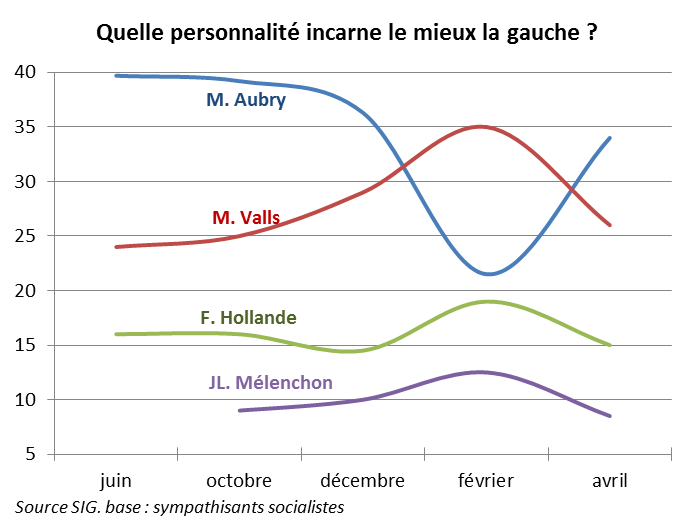 Quelle personnalité incarne le mieux la gauche ?
40
M. Aubry
35
30
M. Valls
25
20
F. Hollande
15
JL. Mélenchon
10
5
juin octobre décembre février avril
Source SIG. base : sympathisants socialistes